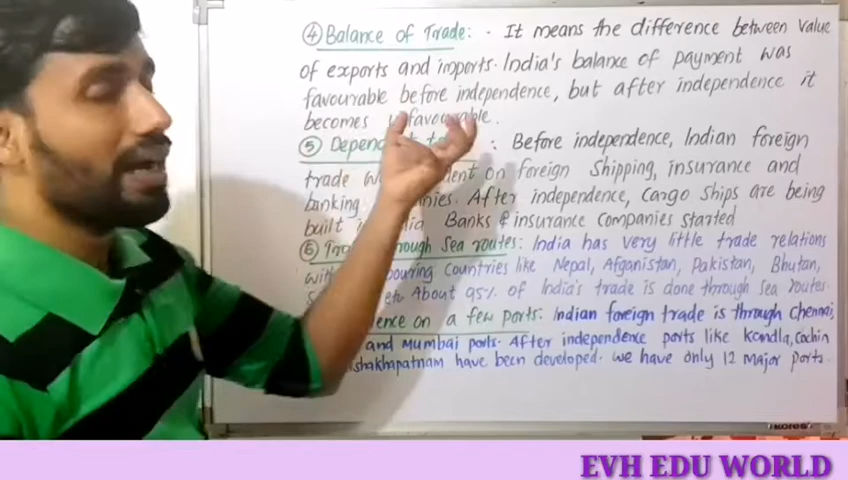 ④ Balance of Trade: - It means the difference between value
of exports and imports. India's balance of payment was
favourable before independence, but after independence it
becomes unfavourable.
⑤ : Before independence, Indian foreign
trade on foreign Shipping, insurance and
banking After independence, Cargo ships are being
built Banks & insurance Companies started
⑥ through Sea routes: India has very little trade relations
Countries like Nepal, Afganistan, Pakistan, Bhutan,
etc About 95% of India's trade is done through Sea routes.
on a few ports: Indian foreign trade is through Chennai,
and Mumbai ports. After independence ports like Kandla, Cochin
have been developed. we have only 12 Major ports.
Kores
EVH EDU WORLD